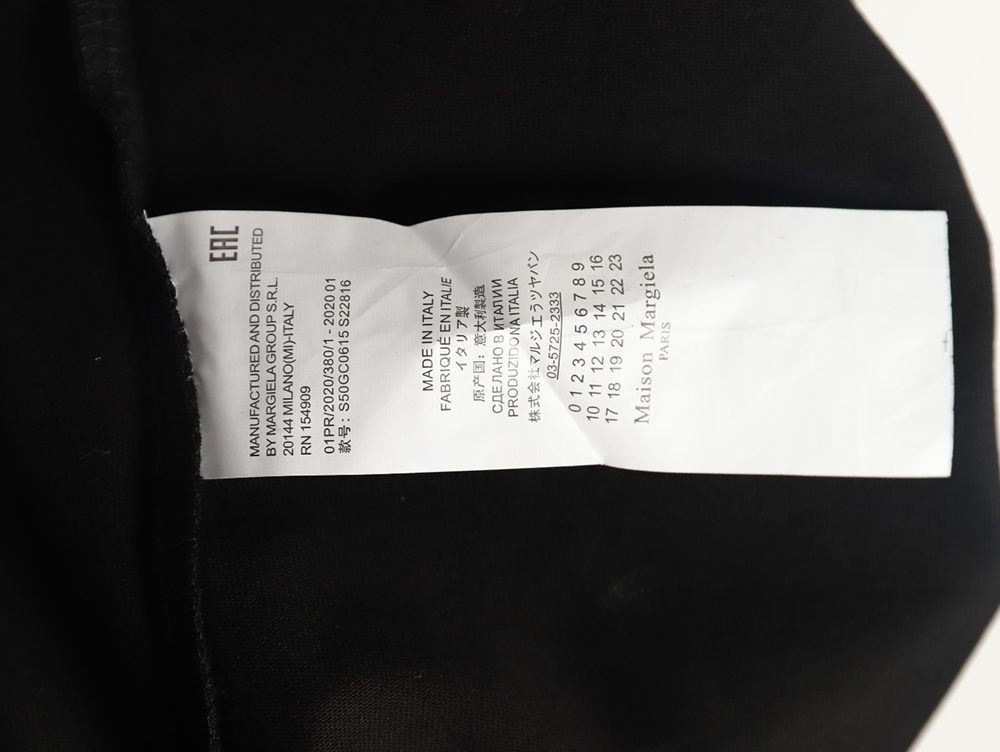 EAC
MANUFACTURED AND DISTRIBUTED
BY MARGIELA GROUP S.R.L.
20144 MILANO(MI)-ITALY
RN 154909
01PR/2020/380/1 - 2020 01
款号: S50GC0615 S22816
MADE IN ITALY
FABRIQUÉ EN ITALIE
イタリア製
原产国: 意大利製造
СДЕЛАНО В ИТАЛИИ
PRODUZIDO NA ITALIA
株式会社マルジエラッヤパン
03-5725-2333
0 1 2 3 4 5 6 7 8 9
10 11 12 13 14 15 16
17 18 19 20 21 22 23
Maison Margiela
PARIS